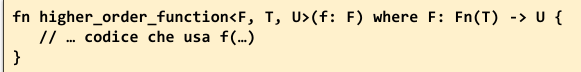 fn higher_order_function<F, T, U>(f: F) where F: Fn(T) -> U {
// … codice che usa f(…)
}